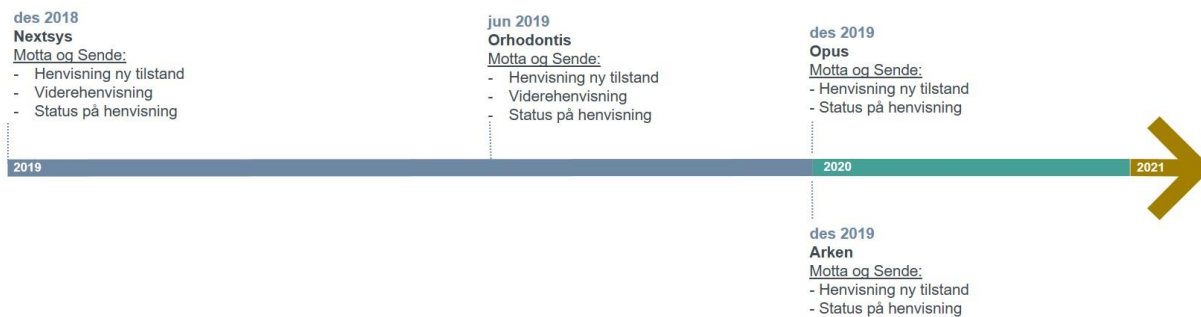 des 2018
Nextsys
Motta og Sende:
- Henvisning ny tilstand
- Viderehenvisning
- Status på henvisning
jun 2019
Orhodontis
Motta og Sende:
- Henvisning ny tilstand
- Viderehenvisning
- Status på henvisning
des 2019
Opus
Motta og Sende:
- Henvisning ny tilstand
- Status på henvisning
2019
2020
2021
des 2019
Arken
Motta og Sende:
- Henvisning ny tilstand
- Status på henvisning